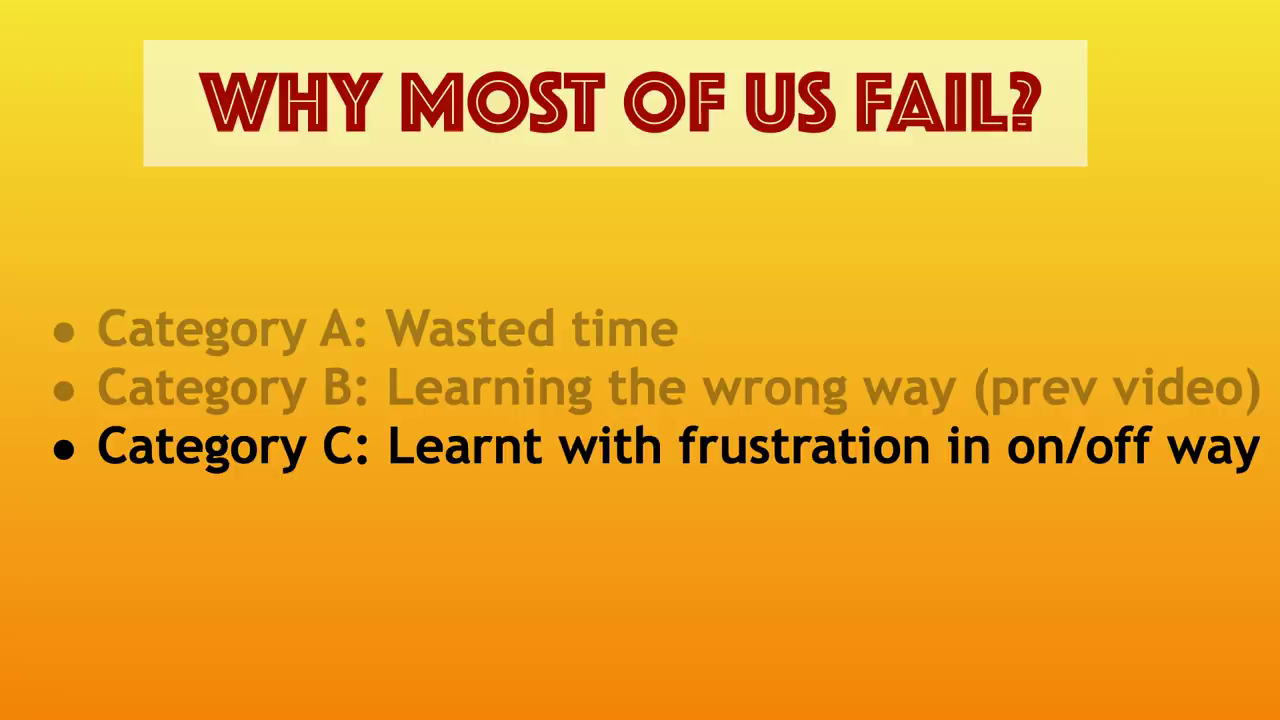 WHY MOST OF US FAIL?
● Category A: Wasted time
● Category B: Learning the wrong way (prev video)
● Category C: Learnt with frustration in on/off way